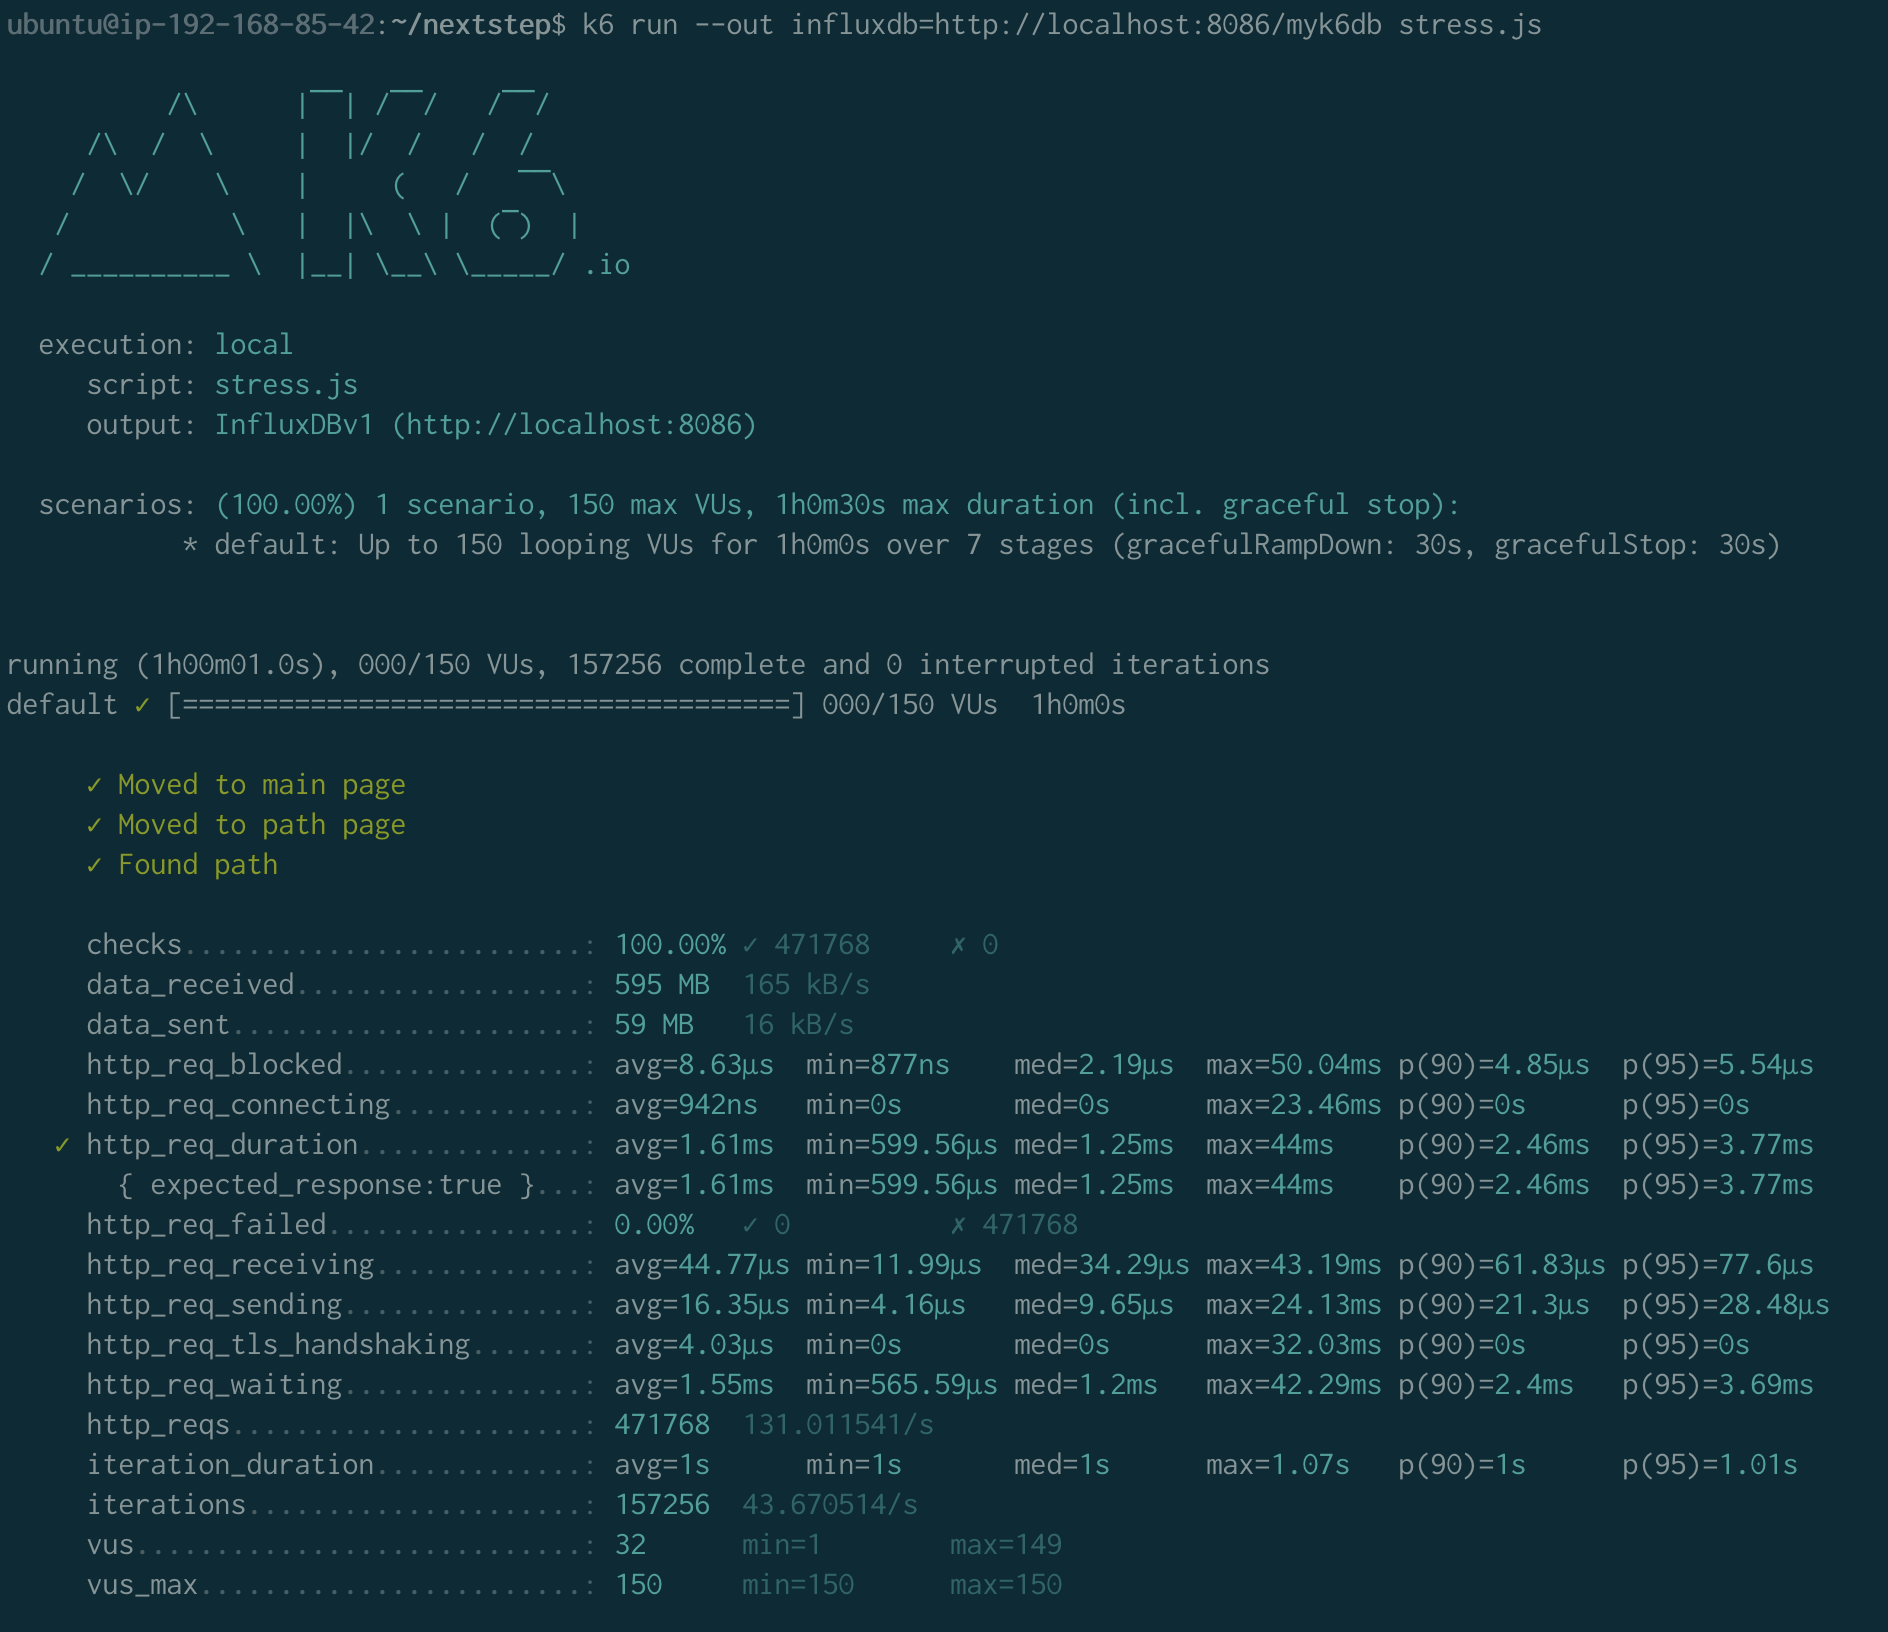 ubuntu@ip-192-168-85-42:~/nextstep$ k6 run --out influxdb=http://localhost:8086/myk6db stress.js

          /\      |‾‾| /‾‾/   /‾‾/
     /\  /  \     |  |/  /   /  /
    /  \/    \    |     (   /   ‾‾\
   /          \   |  |\  \ |  (‾)  |
  / __________ \  |__| \__\ \_____/ .io

  execution: local
     script: stress.js
     output: InfluxDBv1 (http://localhost:8086)

  scenarios: (100.00%) 1 scenario, 150 max VUs, 1h0m30s max duration (incl. graceful stop):
           * default: Up to 150 looping VUs for 1h0m0s over 7 stages (gracefulRampDown: 30s, gracefulStop: 30s)

running (1h00m01.0s), 000/150 VUs, 157256 complete and 0 interrupted iterations
default ✓ [======================================] 000/150 VUs  1h0m0s

     ✓ Moved to main page
     ✓ Moved to path page
     ✓ Found path

     checks.........................: 100.00% ✓ 471768     ✗ 0
     data_received..................: 595 MB  165 kB/s
     data_sent......................: 59 MB   16 kB/s
     http_req_blocked...............: avg=8.63µs  min=877ns    med=2.19µs  max=50.04ms p(90)=4.85µs  p(95)=5.54µs
     http_req_connecting............: avg=942ns   min=0s       med=0s      max=23.46ms p(90)=0s      p(95)=0s
   ✓ http_req_duration..............: avg=1.61ms  min=599.56µs med=1.25ms  max=44ms    p(90)=2.46ms  p(95)=3.77ms
       { expected_response:true }...: avg=1.61ms  min=599.56µs med=1.25ms  max=44ms    p(90)=2.46ms  p(95)=3.77ms
     http_req_failed................: 0.00%   ✓ 0          ✗ 471768
     http_req_receiving.............: avg=44.77µs min=11.99µs  med=34.29µs max=43.19ms p(90)=61.83µs p(95)=77.6µs
     http_req_sending...............: avg=16.35µs min=4.16µs   med=9.65µs  max=24.13ms p(90)=21.3µs  p(95)=28.48µs
     http_req_tls_handshaking.......: avg=4.03µs  min=0s       med=0s      max=32.03ms p(90)=0s      p(95)=0s
     http_req_waiting...............: avg=1.55ms  min=565.59µs med=1.2ms   max=42.29ms p(90)=2.4ms   p(95)=3.69ms
     http_reqs......................: 471768  131.011541/s
     iteration_duration.............: avg=1s      min=1s       med=1s      max=1.07s   p(90)=1s      p(95)=1.01s
     iterations.....................: 157256  43.670514/s
     vus............................: 32      min=1        max=149
     vus_max........................: 150     min=150      max=150